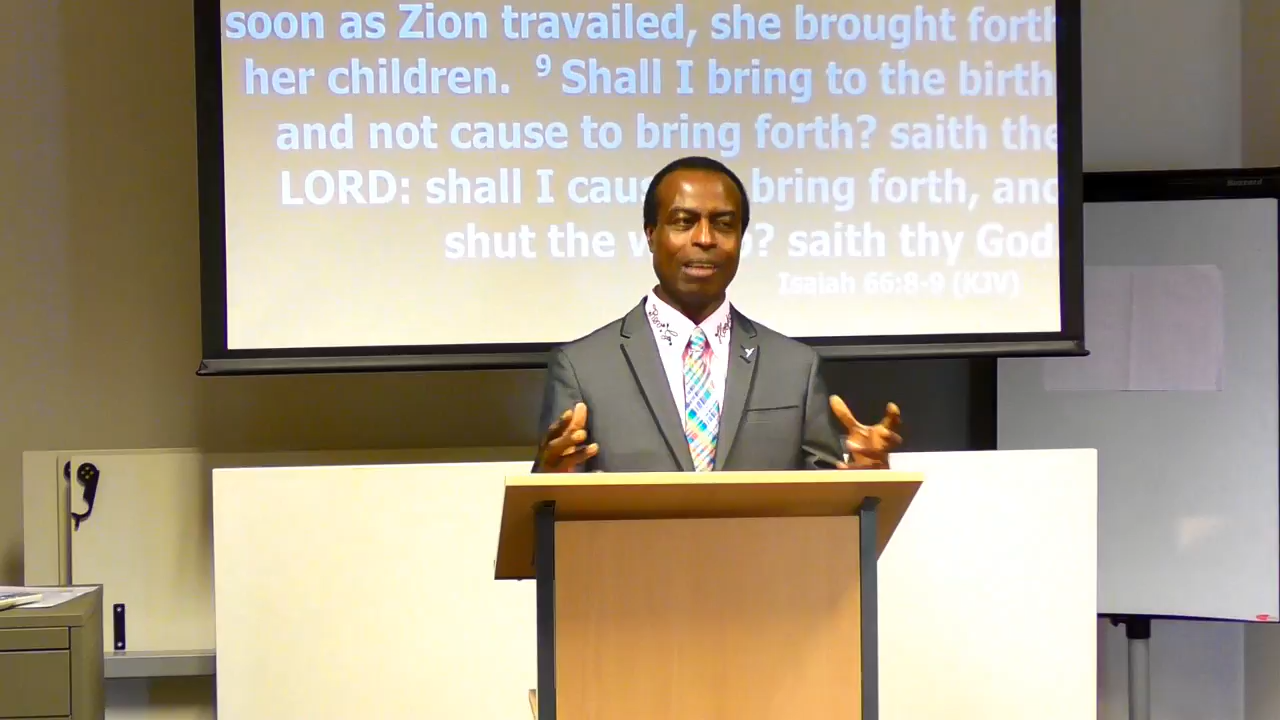 soon as Zion travailed, she brought forth
her children. 9 Shall I bring to the birth
and not cause to bring forth? saith the
LORD: shall I bring forth, and
shut the ? saith thy God
Isaiah 66:8-9 (KJV)